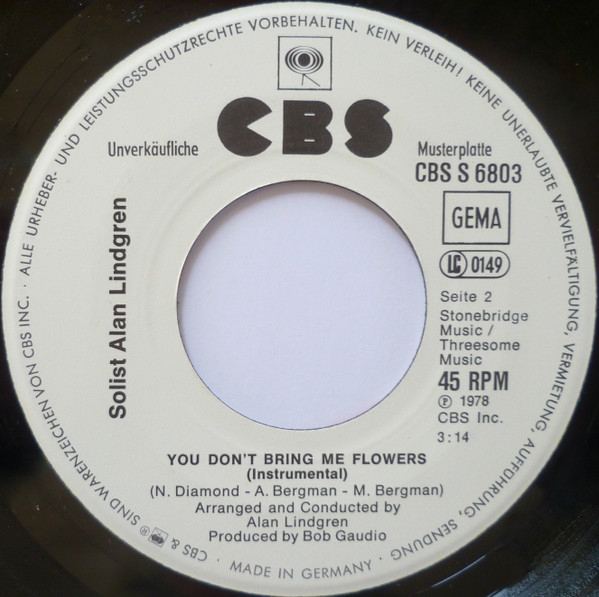 ALLE URHEBER- UND LEISTUNGSSCHUTZRECHTE VORBEHALTEN. KEIN VERLEIH! KEINE UNERLAUBTE VERVIELFÄLTIGUNG, VERMIETUNG, AUFFÜHRUNG, SENDUNG
CBS
Unverkäufliche Musterplatte
CBS S 6803
GEMA
LC 0149
Solist Alan Lindgren
Seite 2
Stonebridge
Music /
Threesome
Music
45 RPM
℗ 1978
CBS Inc.
3:14
YOU DON'T BRING ME FLOWERS
(Instrumental)
(N. Diamond - A. Bergman - M. Bergman)
Arranged and Conducted by
Alan Lindgren
Produced by Bob Gaudio
· MADE IN GERMANY ·
CBS & ® SIND WARENZEICHEN VON CBS INC. ·